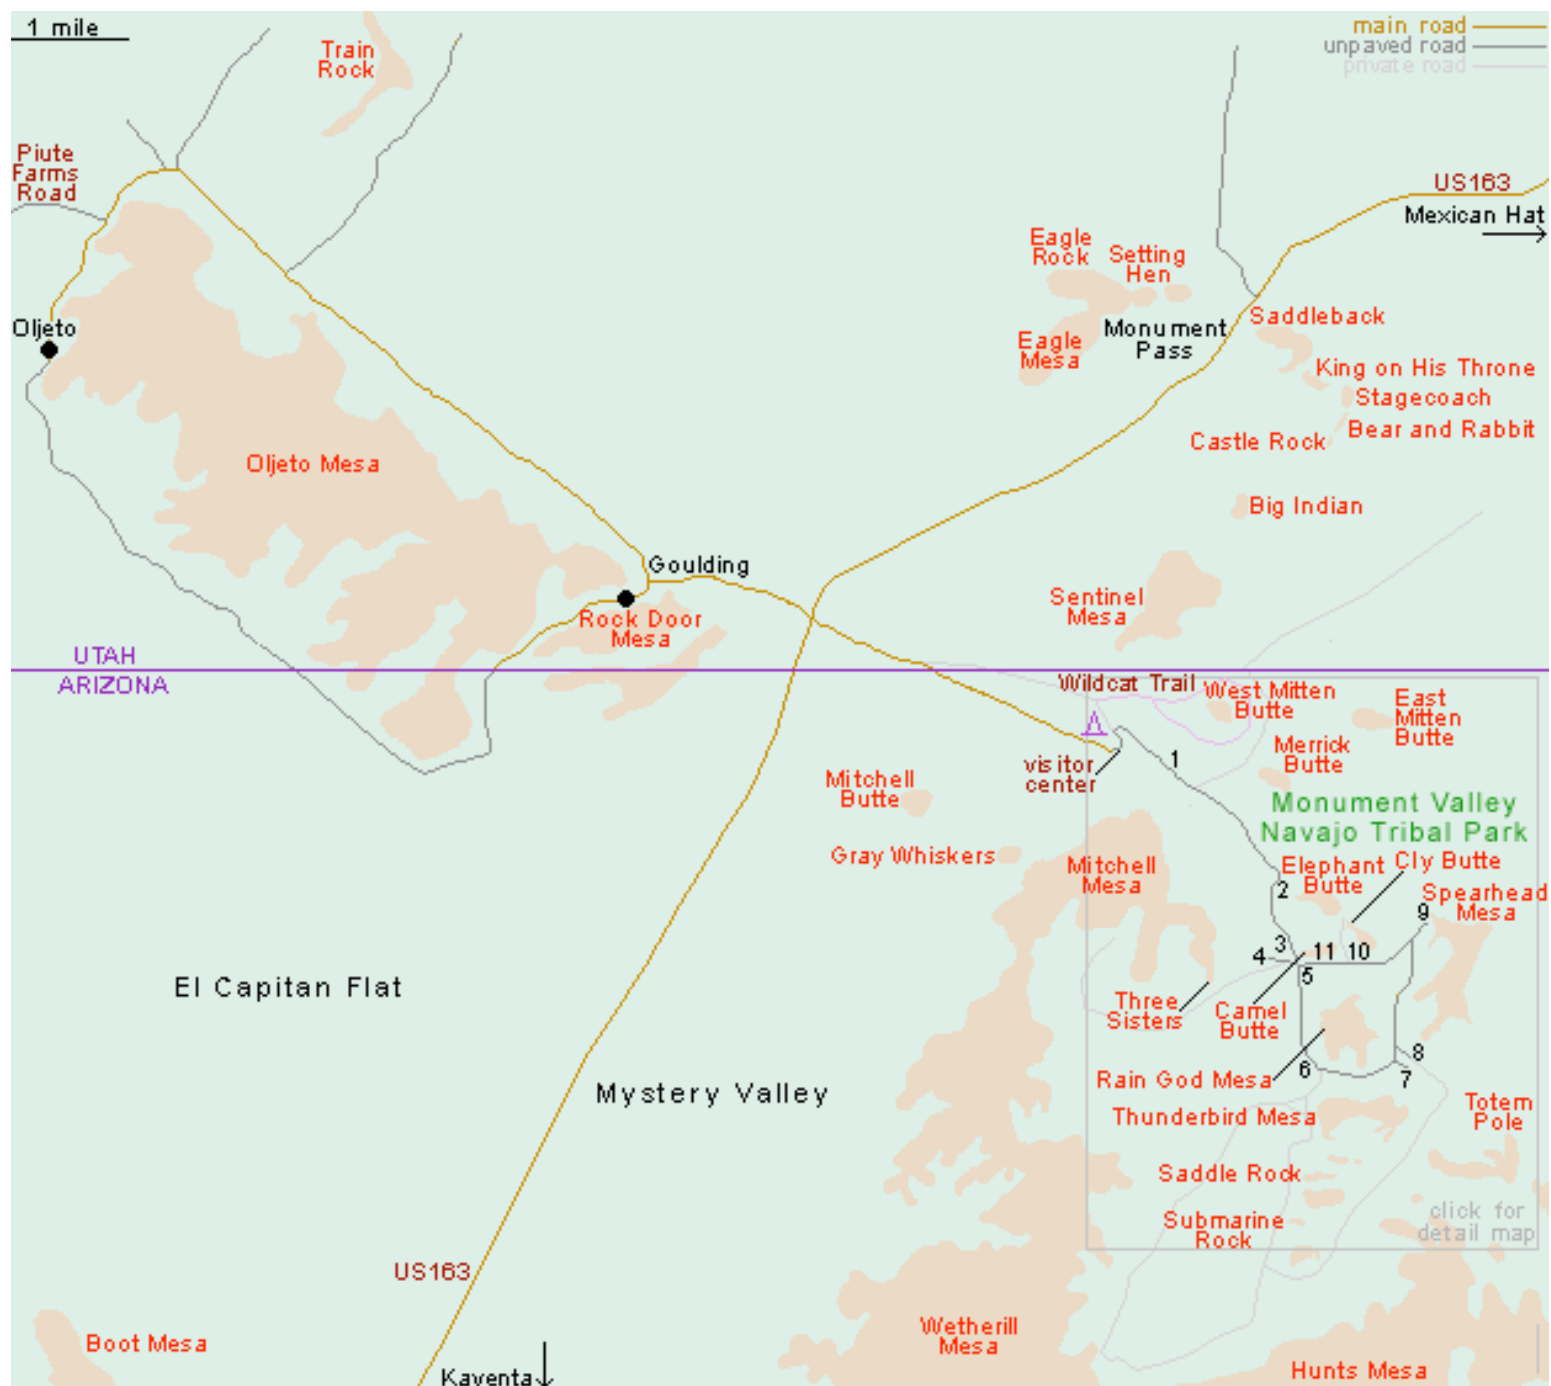 1 mile
main road
unpaved road
private road
Train
Rock
Piute
Farms
Road
US163
Mexican Hat
Eagle
Rock
Setting
Hen
Saddleback
Oljeto
Monument
Pass
Eagle
Mesa
King on His Throne
Stagecoach
Bear and Rabbit
Castle Rock
Oljeto Mesa
Big Indian
Goulding
Sentinel
Mesa
Rock Door
Mesa
UTAH
ARIZONA
Wildcat Trail
West Mitten
Butte
East
Mitten
Butte
Merrick
Butte
1
visitor
center
Mitchell
Butte
Monument Valley
Navajo Tribal Park
Gray Whiskers
Mitchell
Mesa
Elephant
Butte
Cly Butte
2
Spearhead
Mesa
9
3
4
11
10
5
El Capitan Flat
Three
Sisters
Camel
Butte
8
6
7
Rain God Mesa
Mystery Valley
Thunderbird Mesa
Totem
Pole
Saddle Rock
Submarine
Rock
click for
detail map
US163
Boot Mesa
Wetherill
Mesa
Hunts Mesa
Kayenta